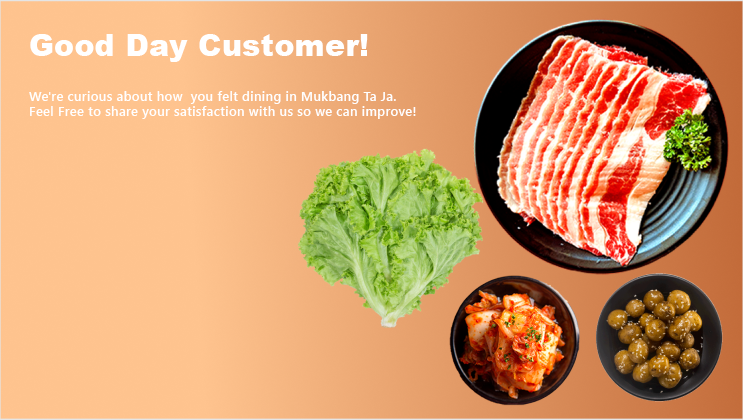 Good Day Customer!
We're curious about how  you felt dining in Mukbang Ta Ja.
Feel Free to share your satisfaction with us so we can improve!